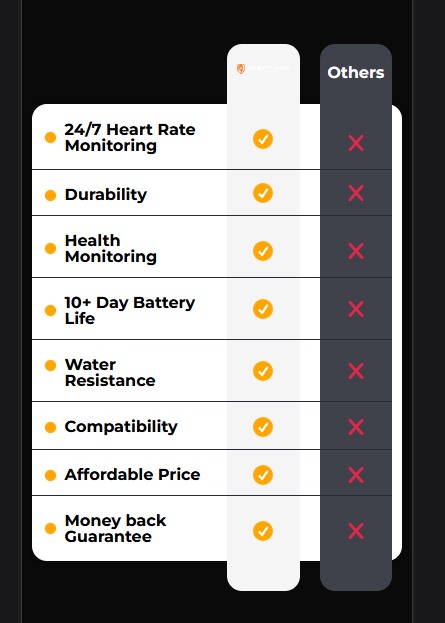 Others
24/7 Heart Rate
Monitoring
Durability
Health
Monitoring
10+ Day Battery
Life
Water
Resistance
Compatibility
Affordable Price
Money back
Guarantee